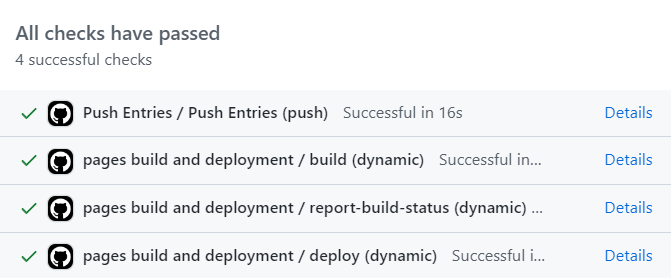 All checks have passed
4 successful checks
Push Entries / Push Entries (push) Successful in 16s Details
pages build and deployment / build (dynamic) Successful in... Details
pages build and deployment / report-build-status (dynamic) ... Details
pages build and deployment / deploy (dynamic) Successful i... Details